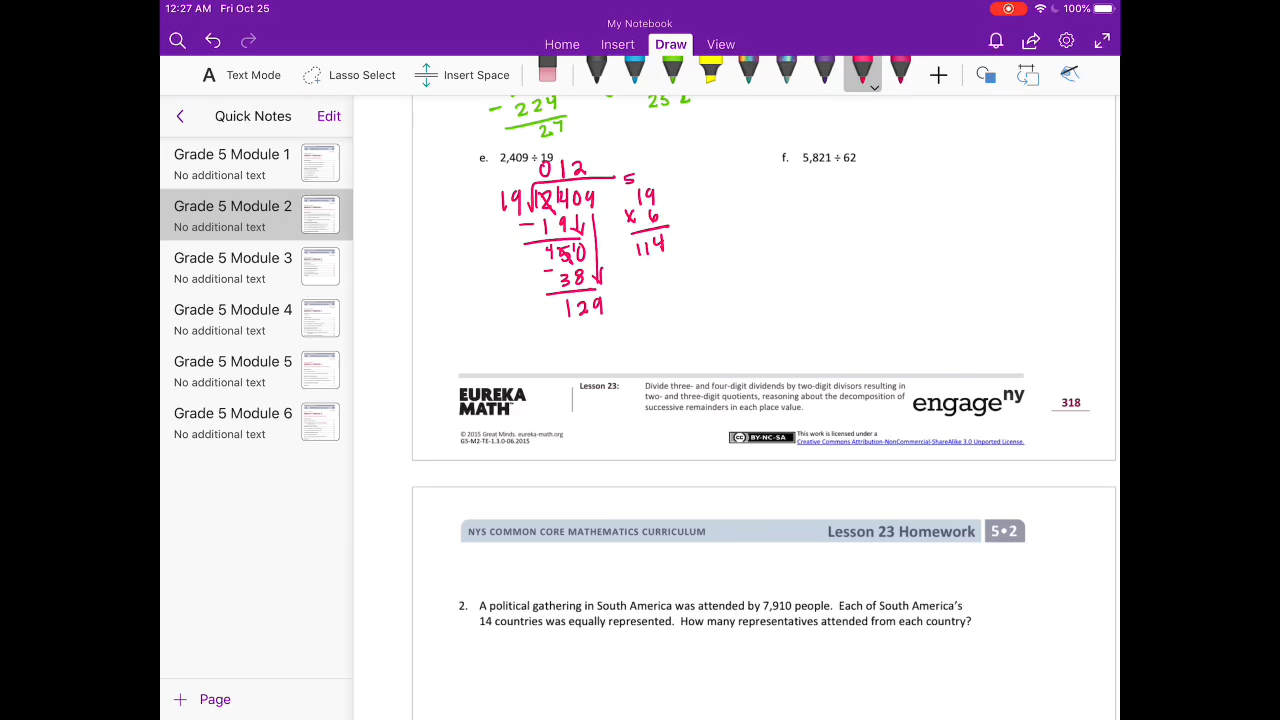 12:27 AM Fri Oct 25
100%
My Notebook
Home Insert Draw View
A Text Mode Lasso Select Insert Space
Quick Notes Edit
Grade 5 Module 1
No additional text
Grade 5 Module 2
No additional text
Grade 5 Module 3
No additional text
Grade 5 Module 4
No additional text
Grade 5 Module 5
No additional text
Grade 5 Module 6
No additional text
+ Page
- 224
27
252
e. 2,409 ÷ 19
012
19 2409
- 19
50
- 38
129
5
19
x 6
114
f. 5,821 ÷ 62
EUREKA
MATH™
Lesson 23: Divide three- and four-digit dividends by two-digit divisors resulting in
two- and three-digit quotients, reasoning about the decomposition of
successive remainders in each place value.
engage ny
318
© 2015 Great Minds. eureka-math.org
G5-M2-TE-1.3.0-06.2015
CC BY-NC-SA
This work is licensed under a
Creative Commons Attribution-NonCommercial-ShareAlike 3.0 Unported License.
NYS COMMON CORE MATHEMATICS CURRICULUM Lesson 23 Homework 5•2
2. A political gathering in South America was attended by 7,910 people. Each of South America's
14 countries was equally represented. How many representatives attended from each country?